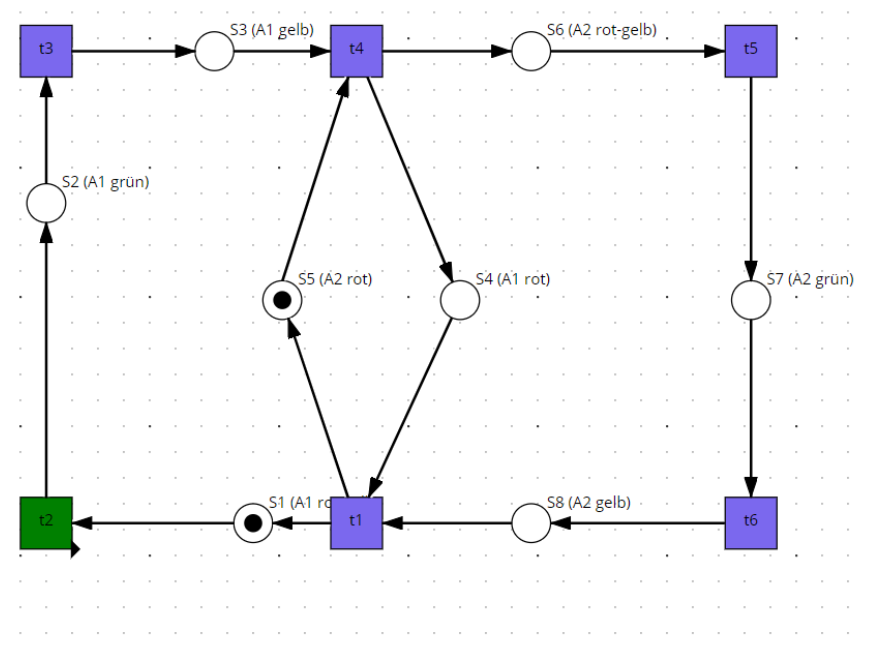 S3 (A1 gelb)
S6 (A2 rot-gelb)
t3
t4
t5
S2 (A1 grün)
S5 (A2 rot)
S4 (A1 rot)
S7 (A2 grün)
S1 (A1
S8 (A2 gelb)
t2
t1
t6